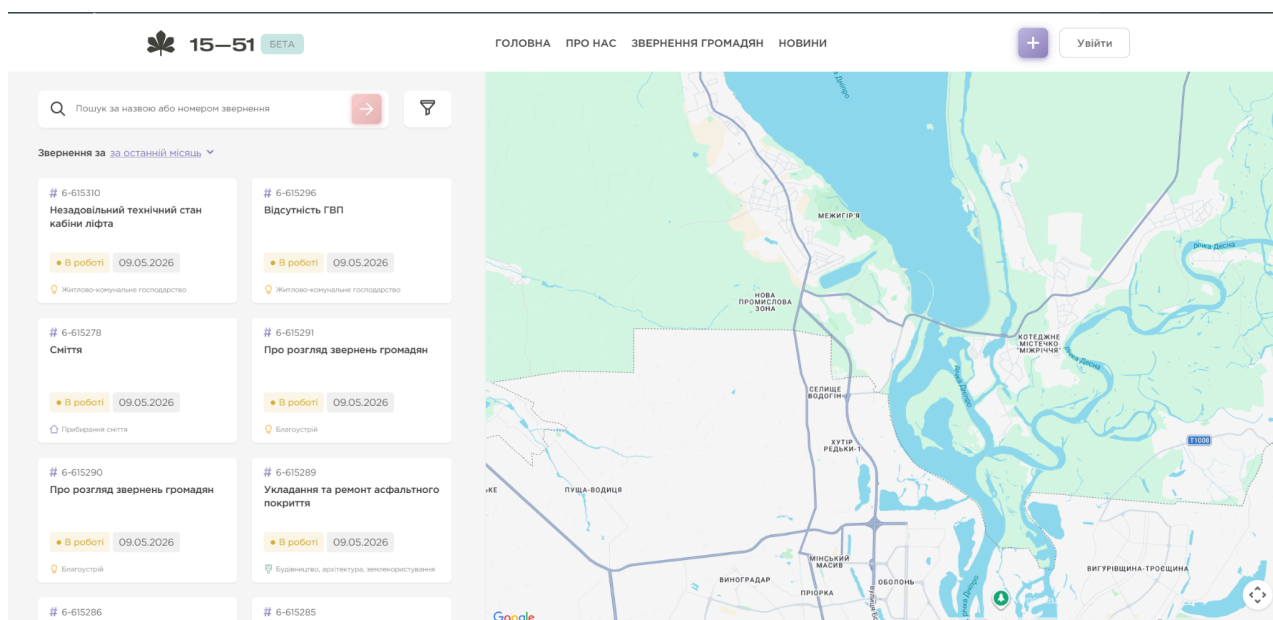 15—51 БЕТА
ГОЛОВНА ПРО НАС ЗВЕРНЕННЯ ГРОМАДЯН НОВИНИ
+ Увійти
Пошук за назвою або номером звернення
Звернення за за останній місяць
# 6-615310
Незадовільний технічний стан
кабіни ліфта
В роботі 09.05.2026
Житлово-комунальне господарство
# 6-615296
Відсутність ГВП
В роботі 09.05.2026
Житлово-комунальне господарство
# 6-615278
Сміття
В роботі 09.05.2026
Прибирання сміття
# 6-615291
Про розгляд звернень громадян
В роботі 09.05.2026
Благоустрій
# 6-615290
Про розгляд звернень громадян
В роботі 09.05.2026
Благоустрій
# 6-615289
Укладання та ремонт асфальтного
покриття
В роботі 09.05.2026
Будівництво, архітектура, землекористування
# 6-615286
# 6-615285
МЕЖИГІР'Я
річка Десна
НОВА
ПРОМИСЛОВА
ЗОНА
КОТЕДЖНЕ
МІСТЕЧКО
"МІЖРІЧЧЯ"
річка Десна
річка Дніпро
СЕЛИЩЕ
ВОДОГІН
ХУТІР
РЕДЬКИ-1
Т1008
ПУЩА-ВОДИЦЯ
МІНСЬКИЙ
МАСИВ
ВИНОГРАДАР
ОБОЛОНЬ
ПРІОРКА
ВИГУРІВЩИНА-ТРОЄЩИНА
річка Дніпро
Google